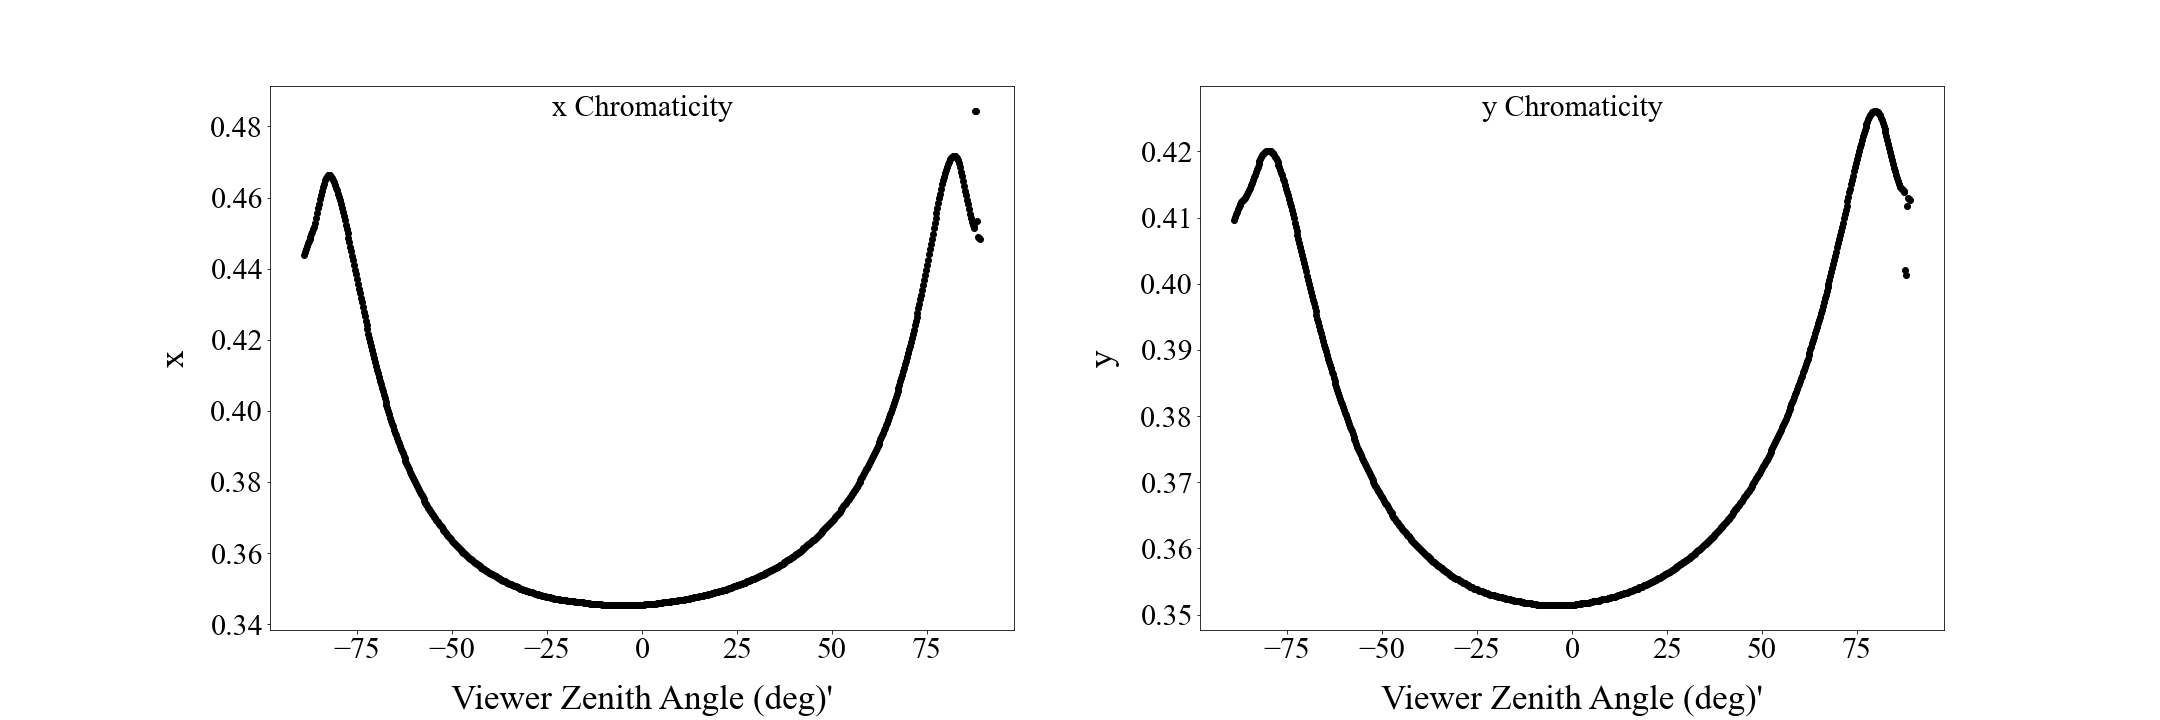 x Chromaticity
x
0.48
0.46
0.44
0.42
0.40
0.38
0.36
0.34
−75 −50 −25 0 25 50 75
Viewer Zenith Angle (deg)'
y Chromaticity
y
0.42
0.41
0.40
0.39
0.38
0.37
0.36
0.35
−75 −50 −25 0 25 50 75
Viewer Zenith Angle (deg)'